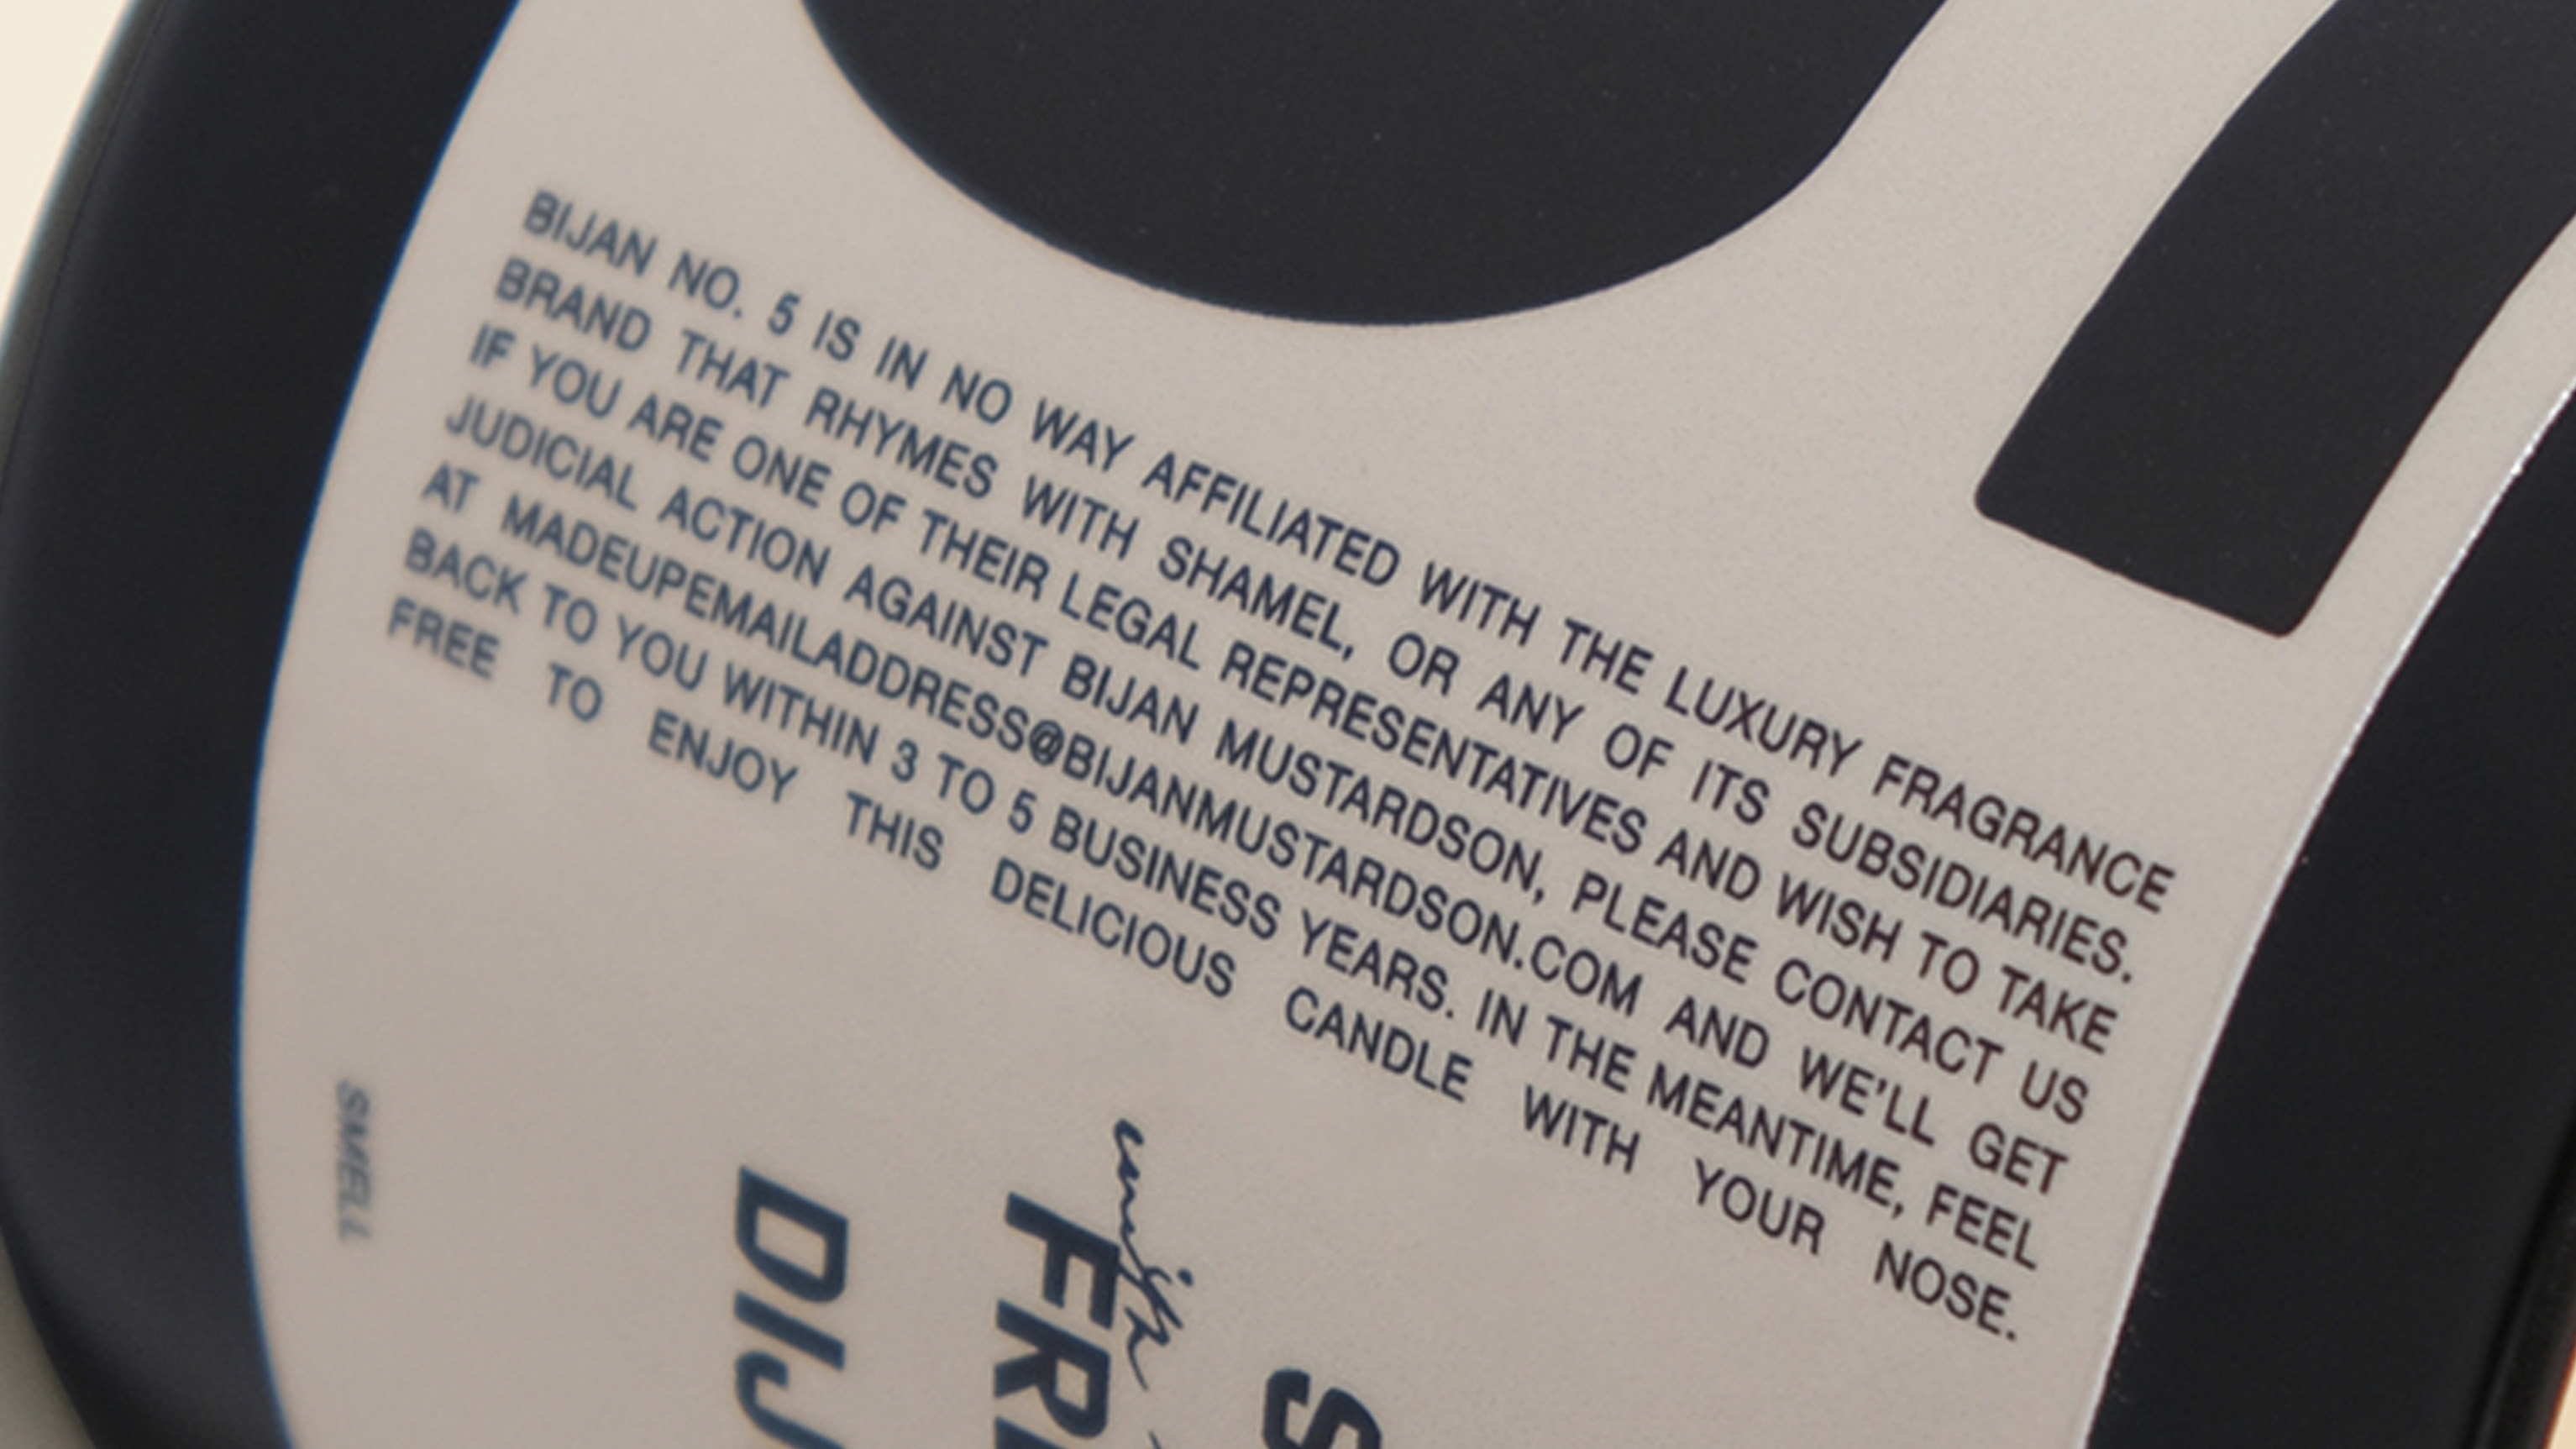 BIJAN NO. 5 IS IN NO WAY AFFILIATED WITH THE LUXURY FRAGRANCE
BRAND THAT RHYMES WITH SHAMEL, OR ANY OF ITS SUBSIDIARIES.
IF YOU ARE ONE OF THEIR LEGAL REPRESENTATIVES AND WISH TO TAKE
JUDICIAL ACTION AGAINST BIJAN MUSTARDSON, PLEASE CONTACT US
AT MADEUPEMAILADDRESS@BIJANMUSTARDSON.COM AND WE'LL GET
BACK TO YOU WITHIN 3 TO 5 BUSINESS YEARS. IN THE MEANTIME, FEEL
FREE TO ENJOY THIS DELICIOUS CANDLE WITH YOUR NOSE.
SMELL